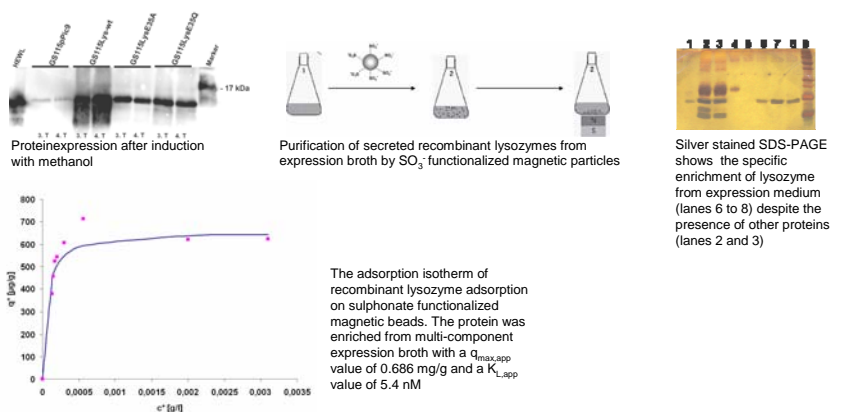 HEWL
GS115pPic9
GS115Lys-wt
GS115LysE35A
GS115LysE35Q
Marker
- 17 kDa
3. T 4. T 3. T 4. T 3. T 4. T 3. T 4. T
Proteinexpression after induction
with methanol
1
2
2
N
S
Purification of secreted recombinant lysozymes from
expression broth by SO3- functionalized magnetic particles
1 2 3 4 5 6 7 8 9
Silver stained SDS-PAGE
shows the specific
enrichment of lysozyme
from expression medium
(lanes 6 to 8) despite the
presence of other proteins
(lanes 2 and 3)
800
700
600
500
400
300
200
100
0
q* [µg/g]
0 0,0005 0,001 0,0015 0,002 0,0025 0,003 0,0035
c* [g/l]
The adsorption isotherm of
recombinant lysozyme adsorption
on sulphonate functionalized
magnetic beads. The protein was
enriched from multi-component
expression broth with a qmax,app
value of 0.686 mg/g and a KL,app
value of 5.4 nM